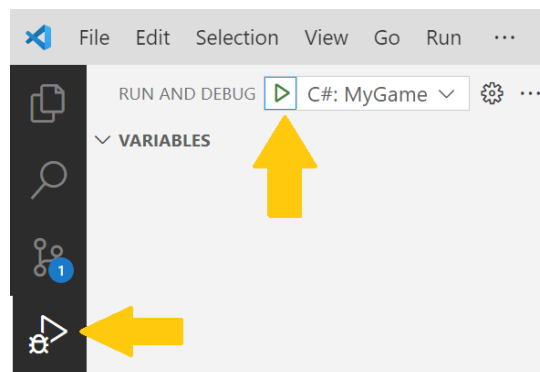 File Edit Selection View Go Run ···
RUN AND DEBUG C#: MyGame ···
VARIABLES
1